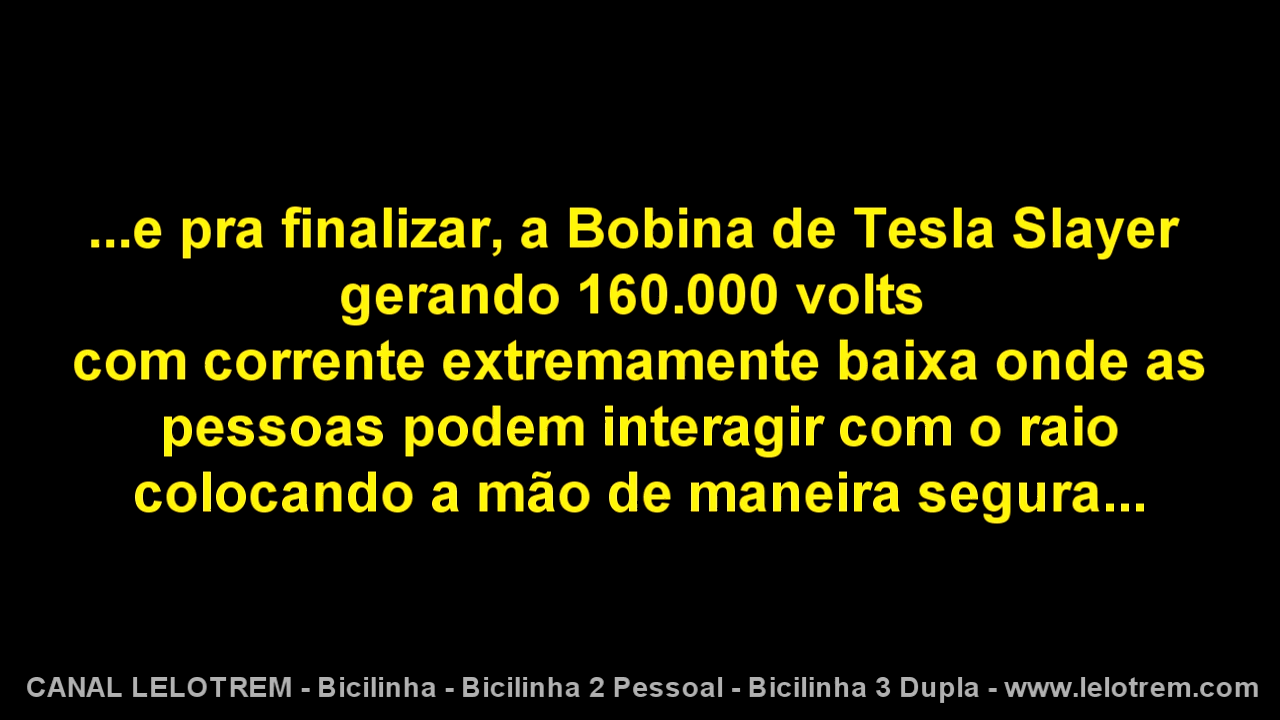 ...e pra finalizar, a Bobina de Tesla Slayer
gerando 160.000 volts
com corrente extremamente baixa onde as
pessoas podem interagir com o raio
colocando a mão de maneira segura...
CANAL LELOTREM - Bicilinha - Bicilinha 2 Pessoal - Bicilinha 3 Dupla - www.lelotrem.com